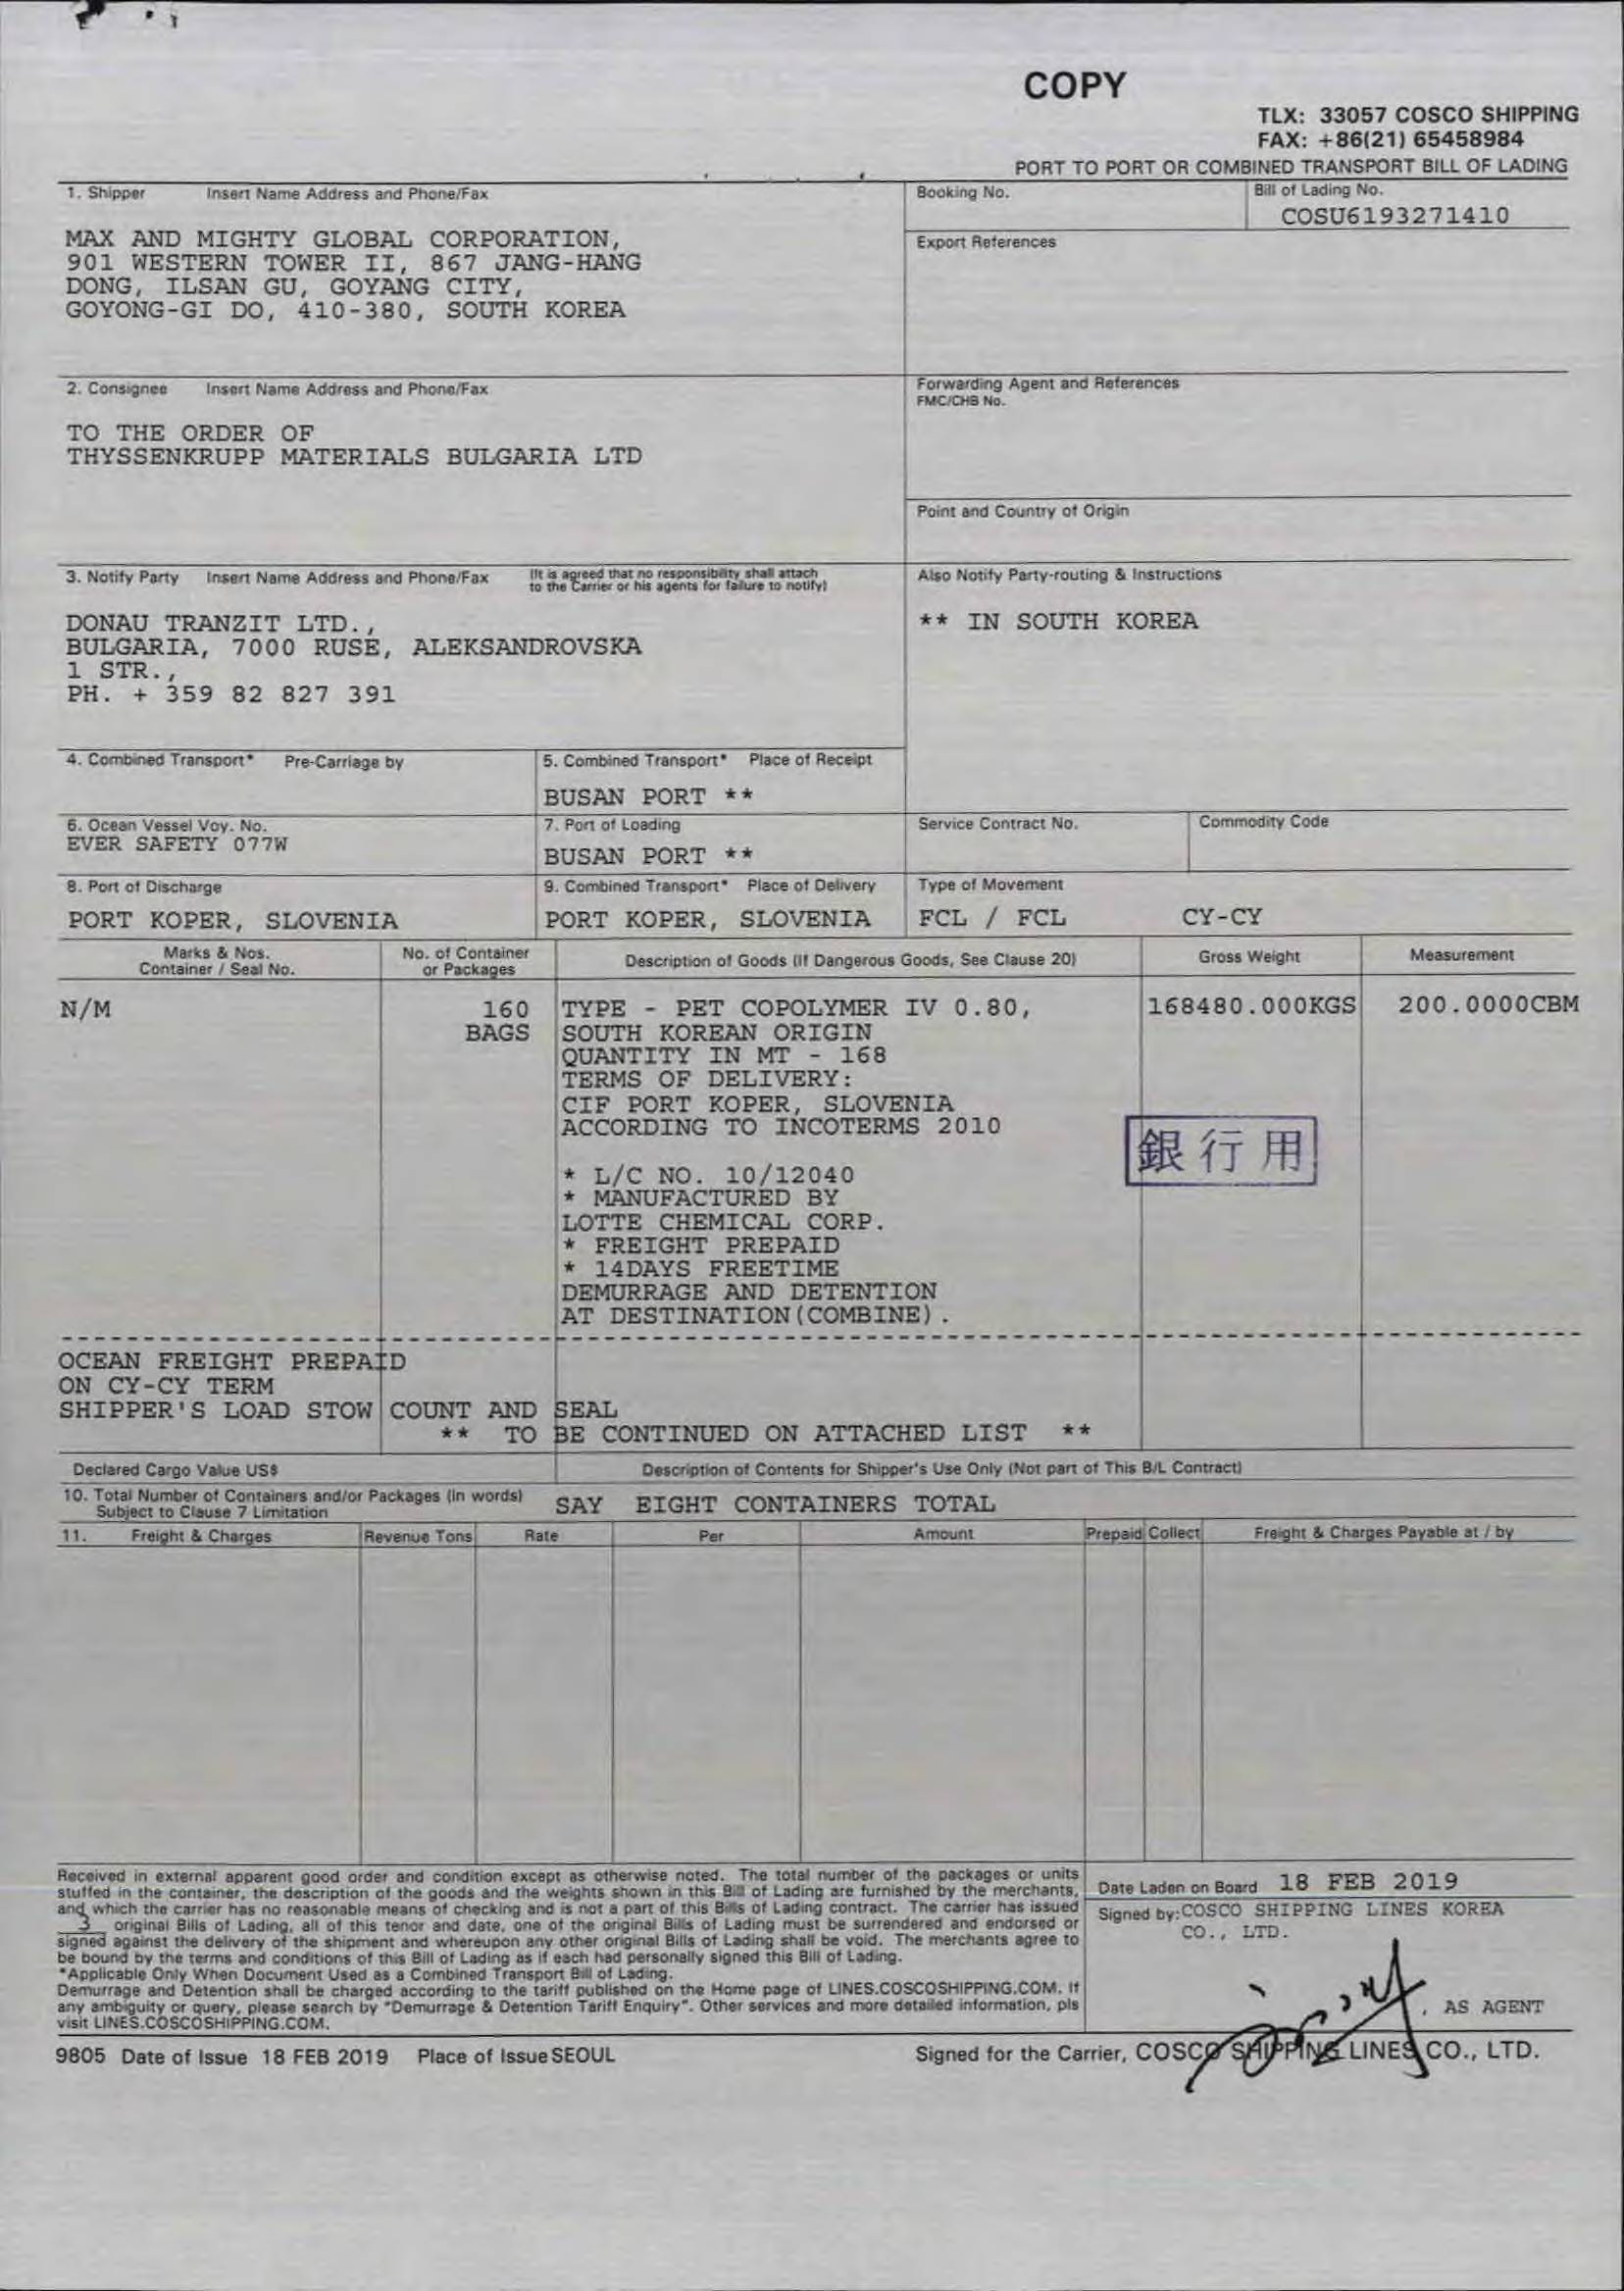 COPY
TLX: 33057 COSCO SHIPPING
FAX: +86(21) 65458984
PORT TO PORT OR COMBINED TRANSPORT BILL OF LADING
1. Shipper Insert Name Address and Phone/Fax
MAX AND MIGHTY GLOBAL CORPORATION,
901 WESTERN TOWER II, 867 JANG-HANG
DONG, ILSAN GU, GOYANG CITY,
GOYONG-GI DO, 410-380, SOUTH KOREA
Booking No.
Bill of Lading No.
COSU6193271410
Export References
2. Consignee Insert Name Address and Phone/Fax
TO THE ORDER OF
THYSSENKRUPP MATERIALS BULGARIA LTD
Forwarding Agent and References
FMC/CHB No.
Point and Country of Origin
3. Notify Party Insert Name Address and Phone/Fax
(It is agreed that no responsibility shall attach
to the Carrier or his agents for failure to notify)
DONAU TRANZIT LTD.,
BULGARIA, 7000 RUSE, ALEKSANDROVSKA
1 STR.,
PH. + 359 82 827 391
Also Notify Party-routing & Instructions
** IN SOUTH KOREA
4. Combined Transport* Pre-Carriage by
5. Combined Transport* Place of Receipt
BUSAN PORT **
6. Ocean Vessel Voy. No.
EVER SAFETY 077W
7. Port of Loading
BUSAN PORT **
Service Contract No.
Commodity Code
8. Port of Discharge
PORT KOPER, SLOVENIA
9. Combined Transport* Place of Delivery
PORT KOPER, SLOVENIA
Type of Movement
FCL / FCL CY-CY
Marks & Nos.
Container / Seal No.
No. of Container
or Packages
Description of Goods (If Dangerous Goods, See Clause 20)
Gross Weight
Measurement
N/M
160
BAGS
TYPE - PET COPOLYMER IV 0.80,
SOUTH KOREAN ORIGIN
QUANTITY IN MT - 168
TERMS OF DELIVERY:
CIF PORT KOPER, SLOVENIA
ACCORDING TO INCOTERMS 2010
* L/C NO. 10/12040
* MANUFACTURED BY
LOTTE CHEMICAL CORP.
* FREIGHT PREPAID
* 14DAYS FREETIME
DEMURRAGE AND DETENTION
AT DESTINATION(COMBINE).
168480.000KGS
200.0000CBM
銀行用
OCEAN FREIGHT PREPAID
ON CY-CY TERM
SHIPPER'S LOAD STOW COUNT AND SEAL
** TO BE CONTINUED ON ATTACHED LIST **
Declared Cargo Value US$
Description of Contents for Shipper's Use Only (Not part of This B/L Contract)
10. Total Number of Containers and/or Packages (in words)
Subject to Clause 7 Limitation
SAY EIGHT CONTAINERS TOTAL
11. Freight & Charges
Revenue Tons
Rate
Per
Amount
Prepaid
Collect
Freight & Charges Payable at / by
Received in external apparent good order and condition except as otherwise noted. The total number of the packages or units
stuffed in the container, the description of the goods and the weights shown in this Bill of Lading are furnished by the merchants,
and which the carrier has no reasonable means of checking and is not a part of this Bills of Lading contract. The carrier has issued
3 original Bills of Lading, all of this tenor and date, one of the original Bills of Lading must be surrendered and endorsed or
signed against the delivery of the shipment and whereupon any other original Bills of Lading shall be void. The merchants agree to
be bound by the terms and conditions of this Bill of Lading as if each had personally signed this Bill of Lading.
*Applicable Only When Document Used as a Combined Transport Bill of Lading.
Demurrage and Detention shall be charged according to the tariff published on the Home page of LINES.COSCOSHIPPING.COM. If
any ambiguity or query, please search by "Demurrage & Detention Tariff Enquiry". Other services and more detailed information, pls
visit LINES.COSCOSHIPPING.COM.
Date Laden on Board 18 FEB 2019
Signed by: COSCO SHIPPING LINES KOREA
CO., LTD.
, AS AGENT
9805 Date of Issue 18 FEB 2019 Place of Issue SEOUL
Signed for the Carrier, COSCO SHIPPING LINES CO., LTD.